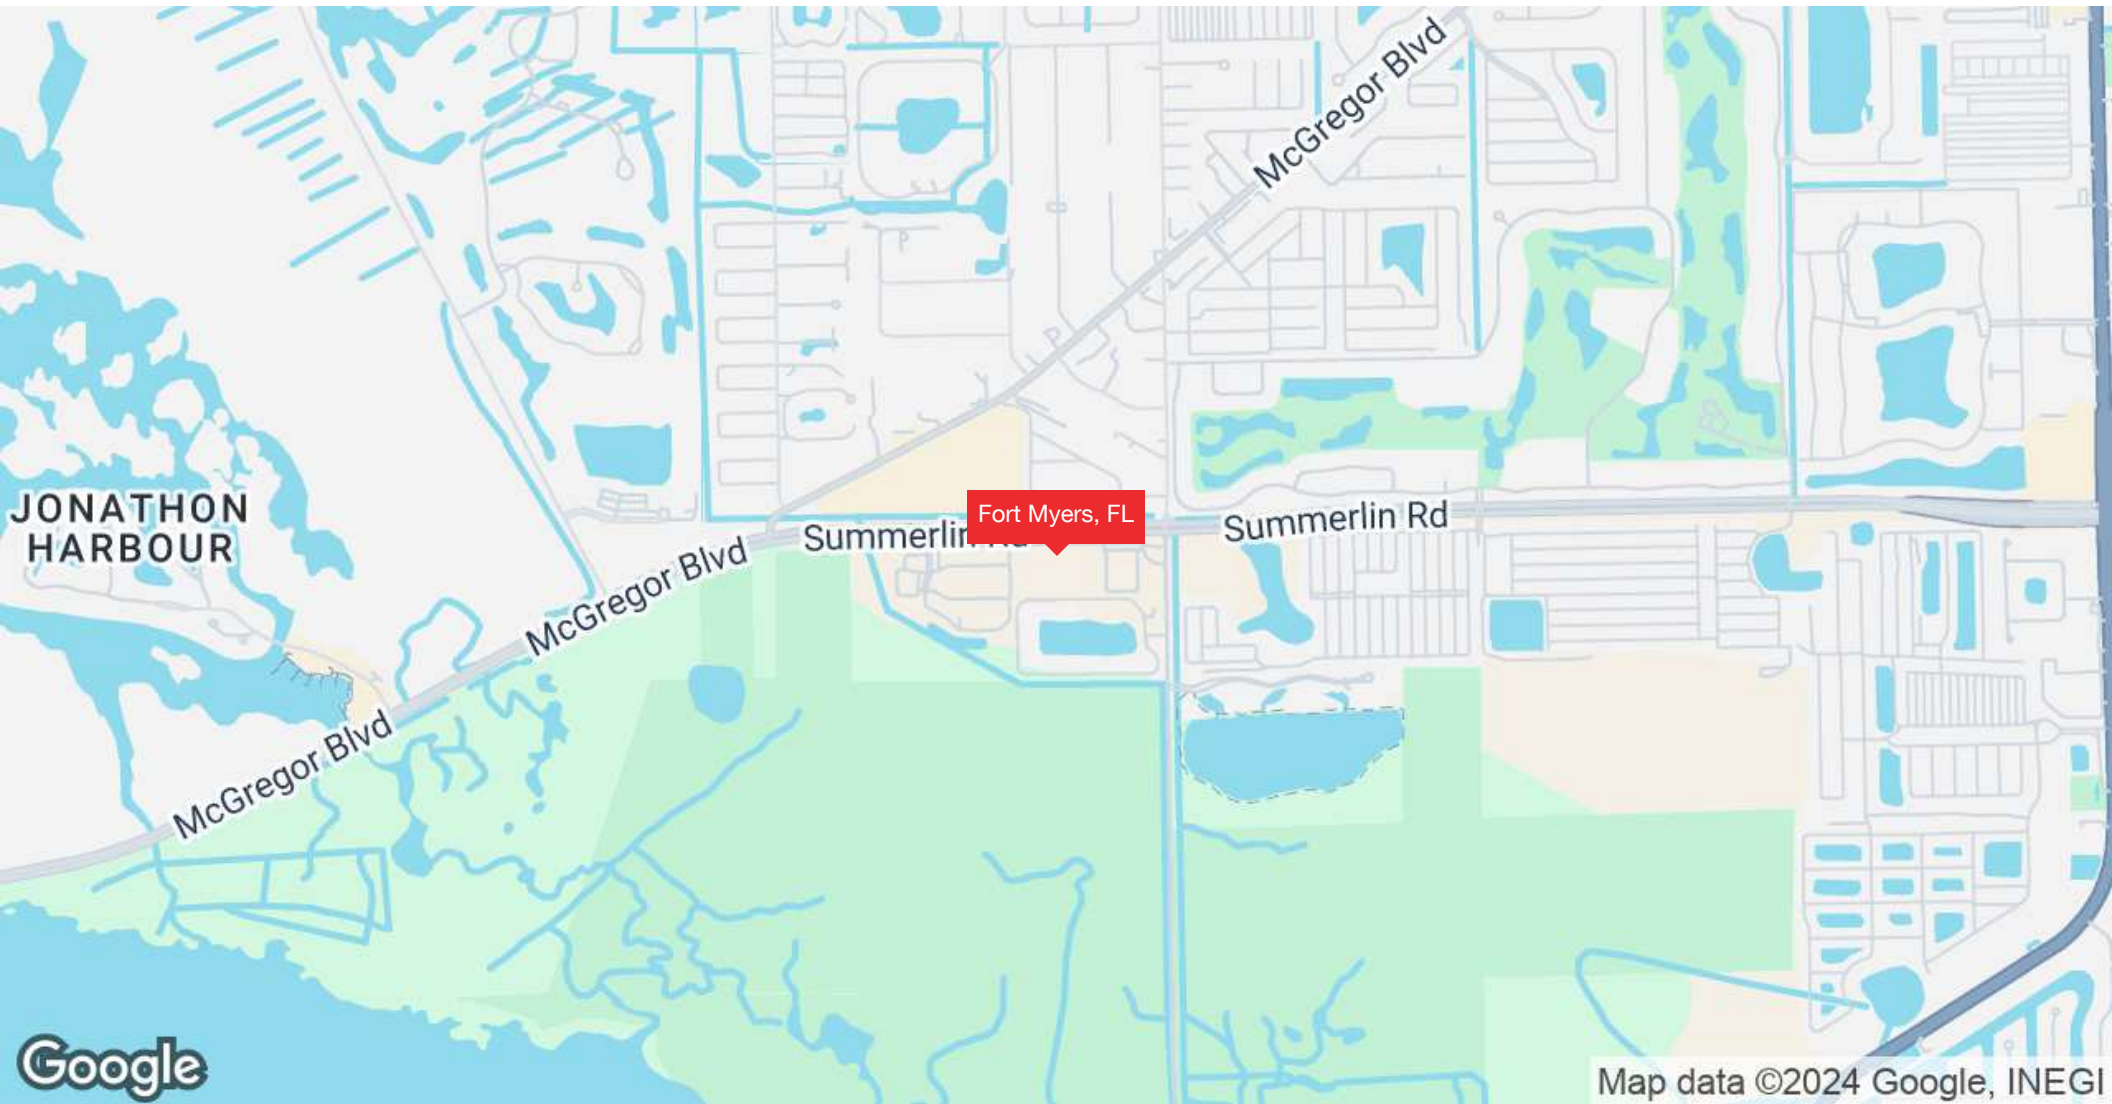 McGregor Blvd
JONATHON
HARBOUR
Fort Myers, FL
Summerlin Rd
Summerlin Rd
McGregor Blvd
McGregor Blvd
Google
Map data ©2024 Google, INEGI